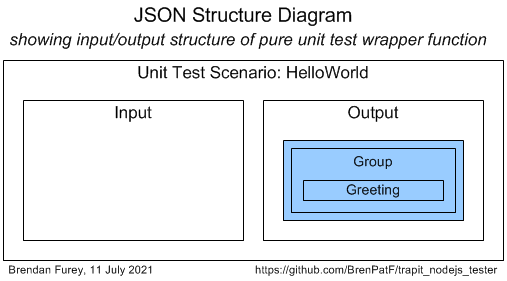 JSON Structure Diagram
showing input/output structure of pure unit test wrapper function
Unit Test Scenario: HelloWorld
Input
Output
Group
Greeting
Brendan Furey, 11 July 2021
https://github.com/BrenPatF/trapit_nodejs_tester